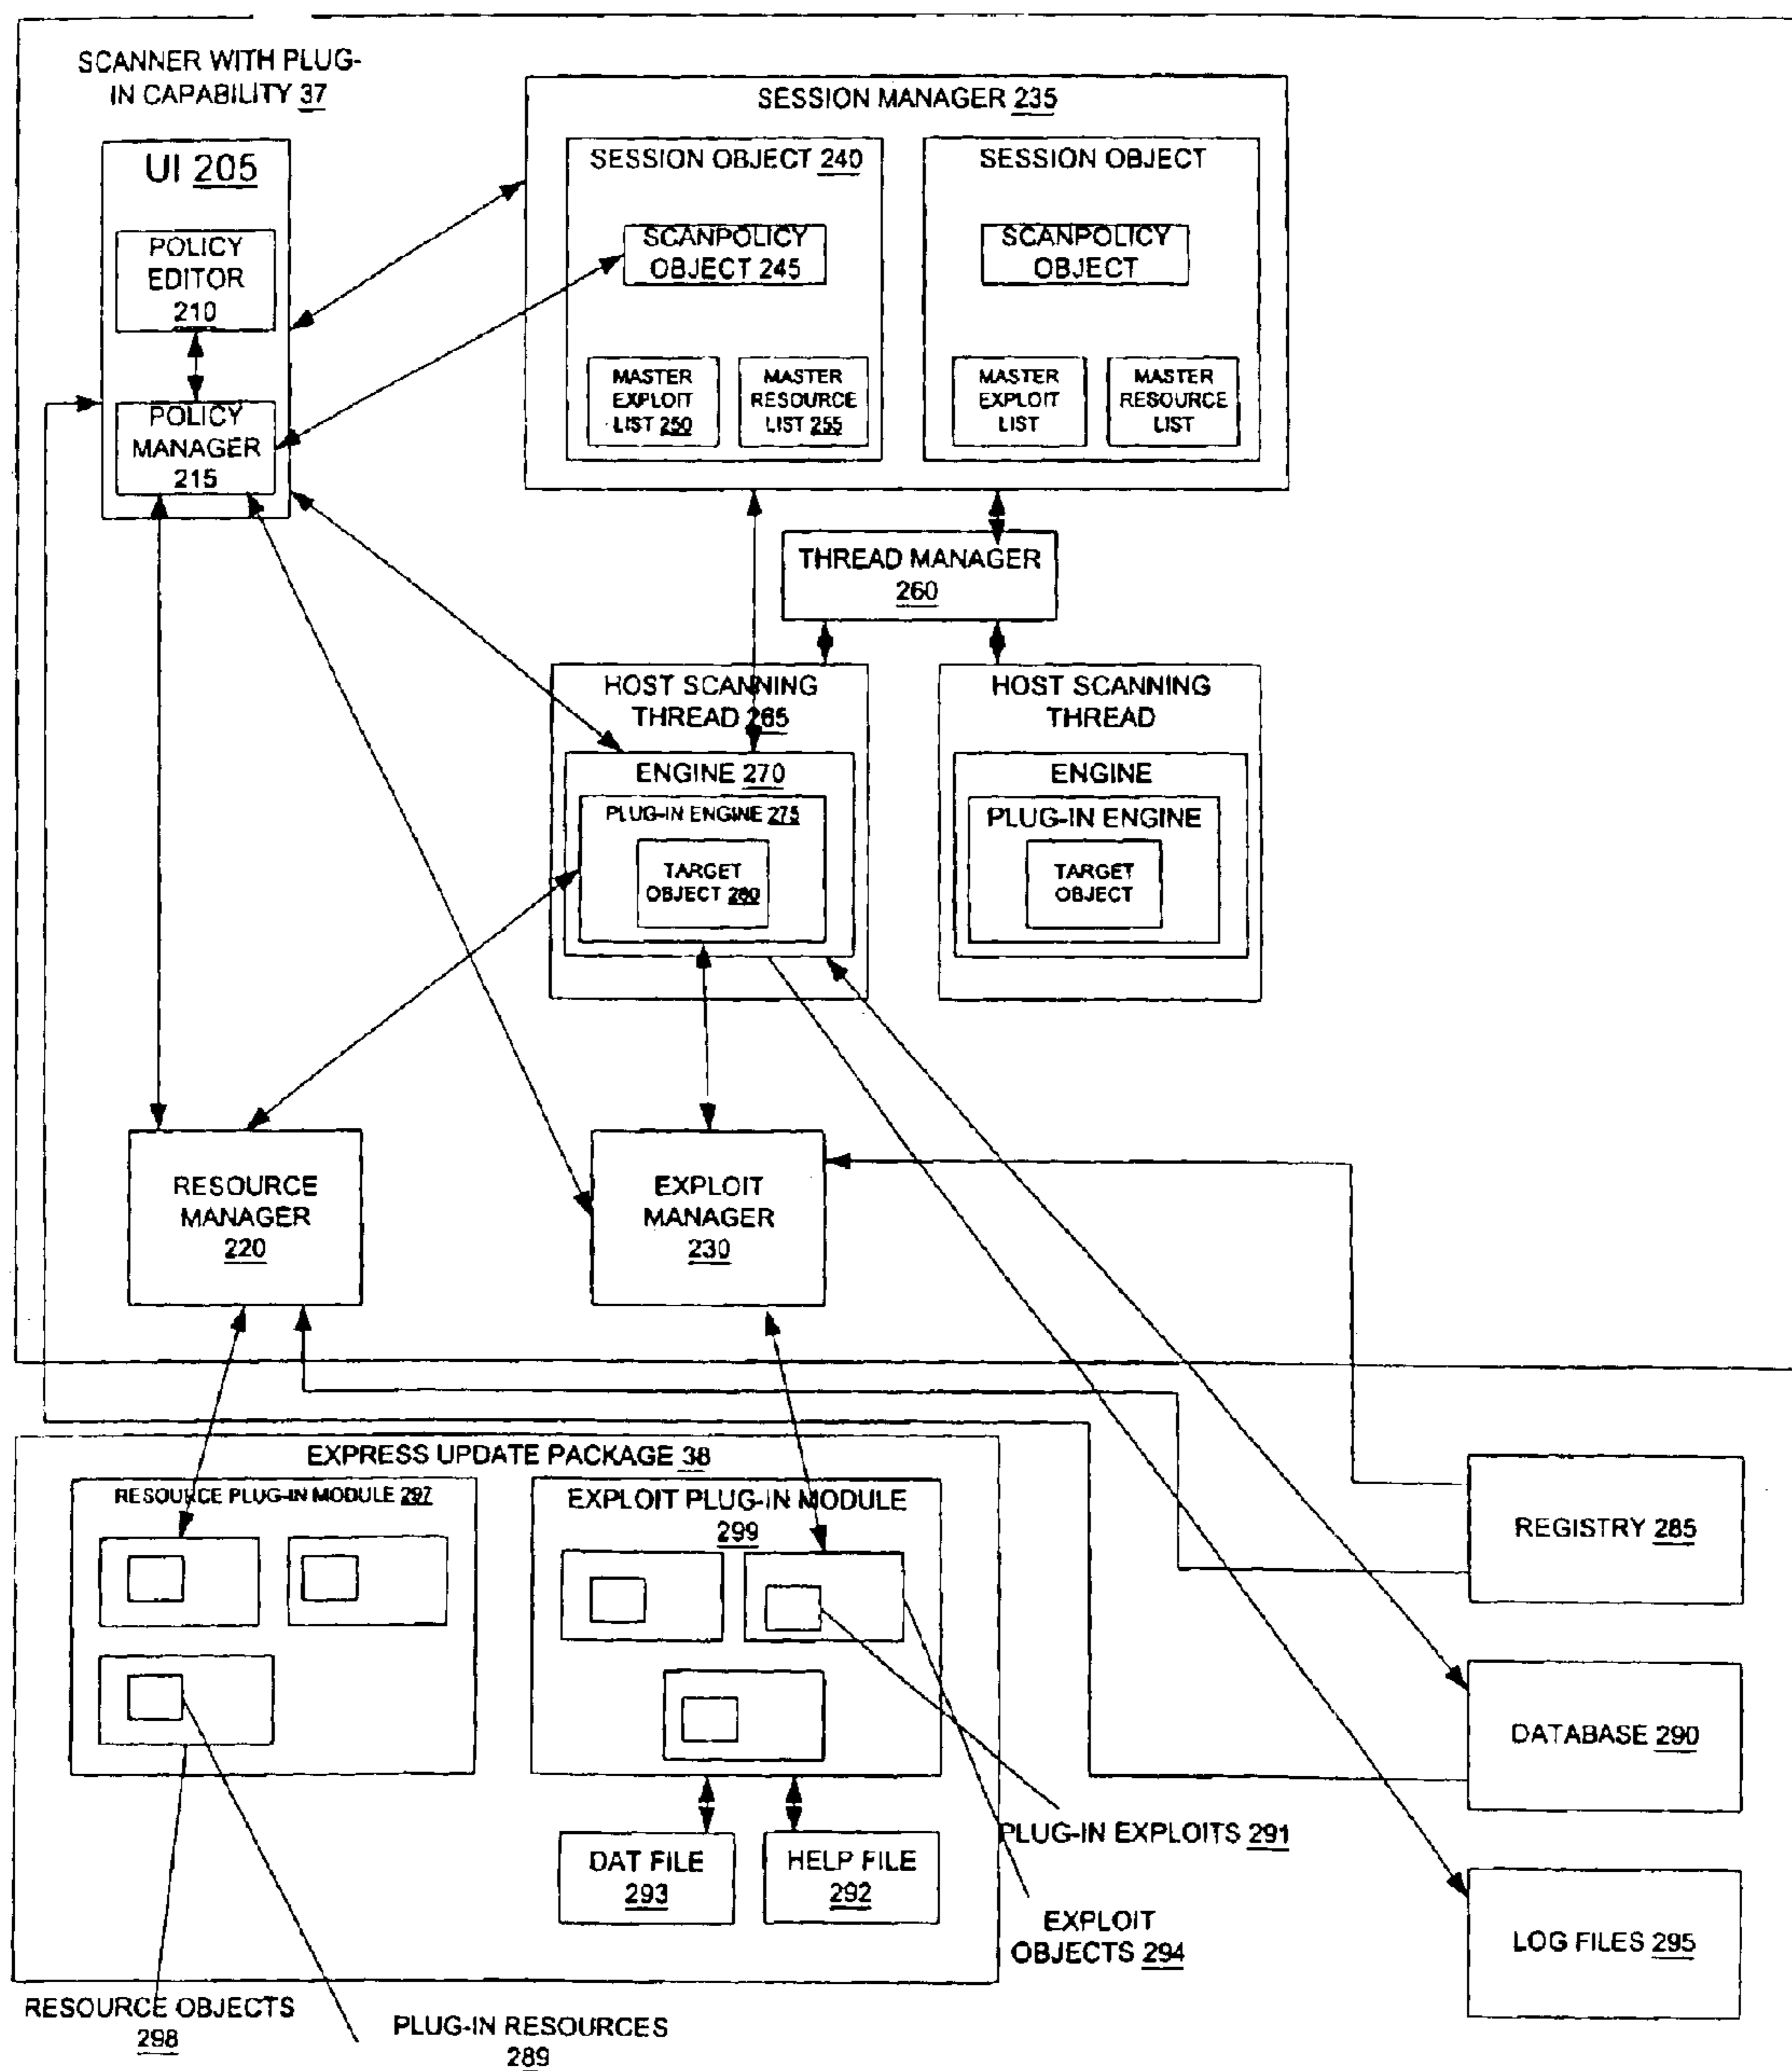 SCANNER WITH PLUG-
IN CAPABILITY 37
UI 205
POLICY
EDITOR
210
POLICY
MANAGER
215
SESSION MANAGER 235
SESSION OBJECT 240
SCANPOLICY
OBJECT 245
MASTER
EXPLOIT
LIST 250
MASTER
RESOURCE
LIST 255
SESSION OBJECT
SCANPOLICY
OBJECT
MASTER
EXPLOIT
LIST
MASTER
RESOURCE
LIST
THREAD MANAGER
260
HOST SCANNING
THREAD 265
ENGINE 270
PLUG-IN ENGINE 275
TARGET
OBJECT 280
HOST SCANNING
THREAD
ENGINE
PLUG-IN ENGINE
TARGET
OBJECT
RESOURCE
MANAGER
220
EXPLOIT
MANAGER
230
EXPRESS UPDATE PACKAGE 38
RESOURCE PLUG-IN MODULE 297
EXPLOIT PLUG-IN MODULE
299
DAT FILE
293
HELP FILE
292
REGISTRY 285
DATABASE 290
LOG FILES 295
PLUG-IN EXPLOITS 291
EXPLOIT
OBJECTS 294
RESOURCE OBJECTS
298
PLUG-IN RESOURCES
289